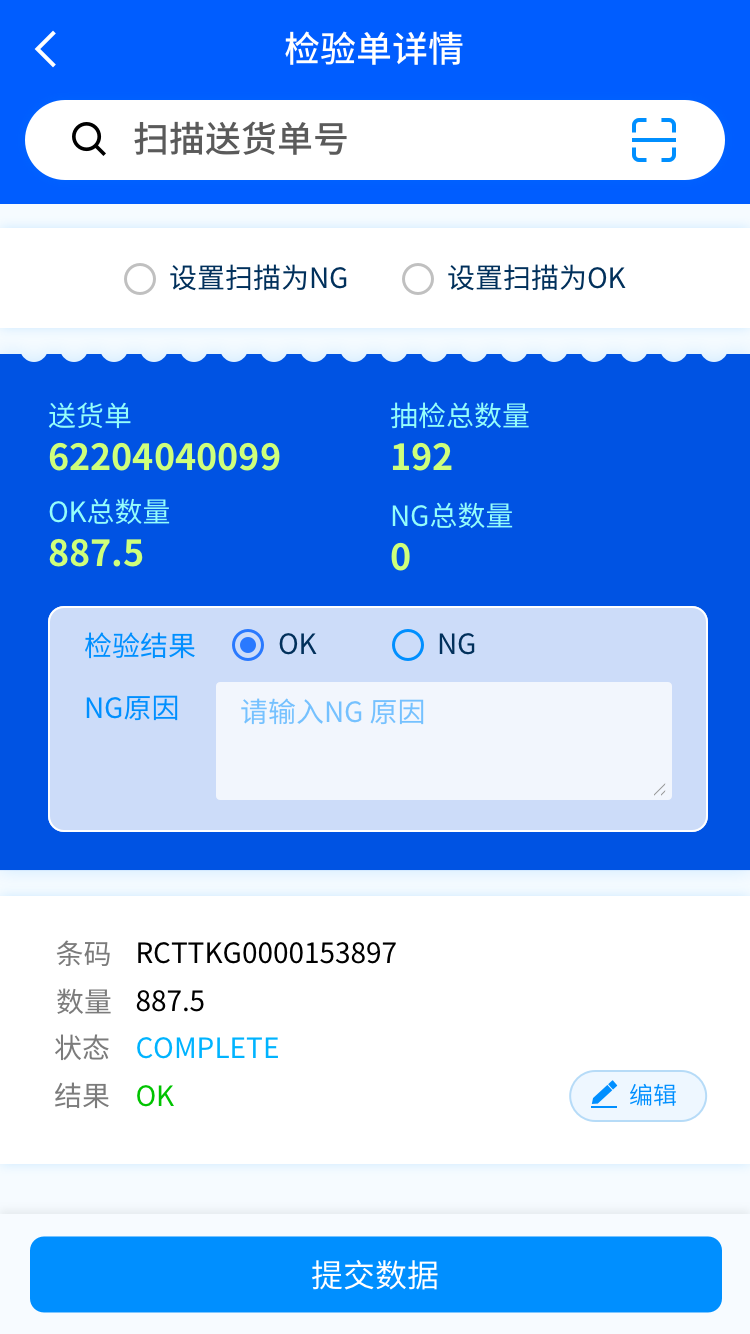 检验单详情
扫描送货单号
设置扫描为NG 设置扫描为OK
送货单 抽检总数量
62204040099 192
OK总数量 NG总数量
887.5 0
检验结果 OK NG
NG原因 请输入NG 原因
条码 RCTTKG0000153897
数量 887.5
状态 COMPLETE
结果 OK 编辑
提交数据